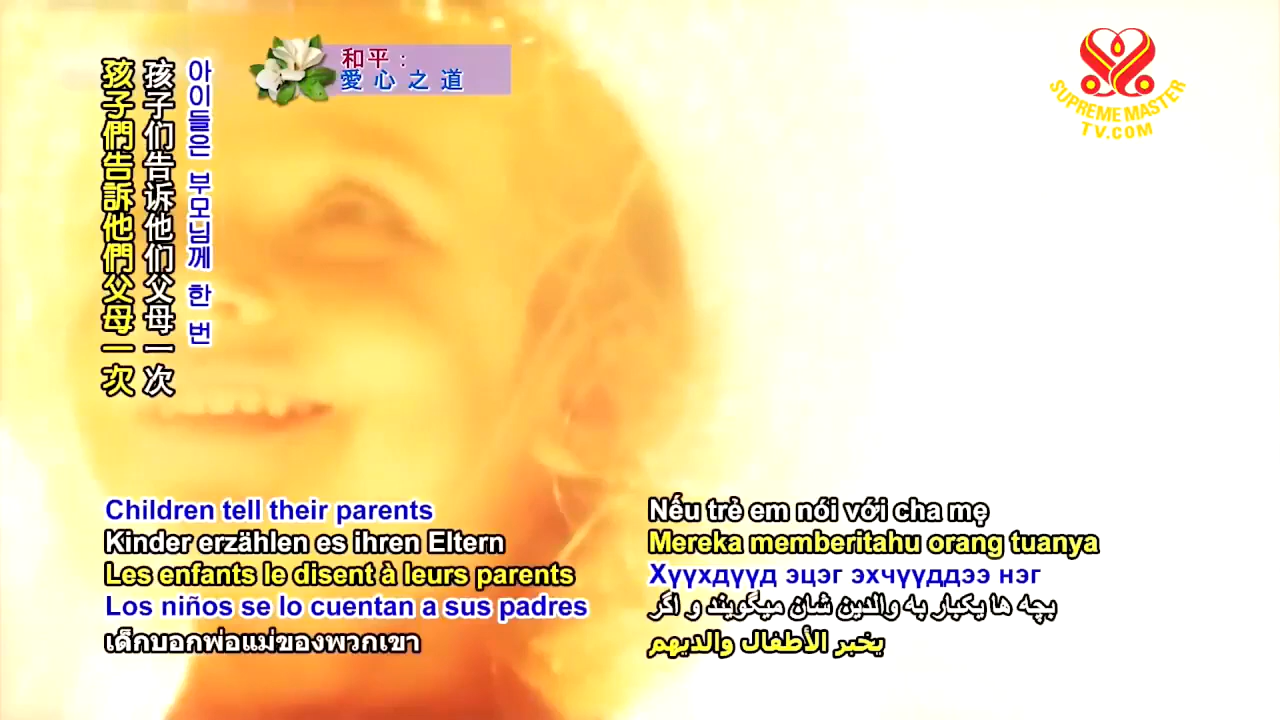 和平：
愛心之道
SUPREME MASTER
TV.COM
孩子們告訴他們父母一次
孩子们告诉他们父母一次
아이들은 부모님께 한 번
Children tell their parents
Kinder erzählen es ihren Eltern
Les enfants le disent à leurs parents
Los niños se lo cuentan a sus padres
เด็กบอกพ่อแม่ของพวกเขา
Nếu trẻ em nói với cha mẹ
Mereka memberitahu orang tuanya
Хүүхдүүд эцэг эхчүүддээ нэг
بچه ها یکبار به والدین شان میگویند و اگر
يخبر الأطفال والديهم